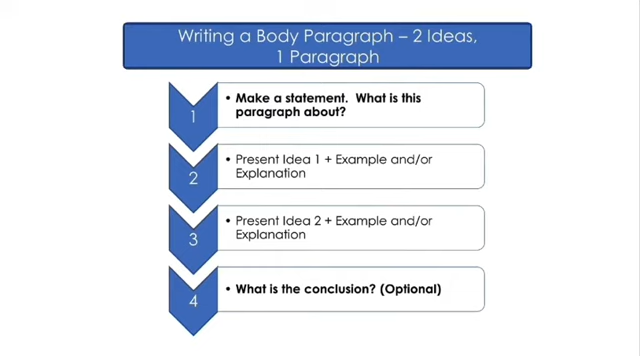 Writing a Body Paragraph – 2 Ideas,
1 Paragraph
1
• Make a statement.  What is this
paragraph about?
2
• Present Idea 1 + Example and/or
Explanation
3
• Present Idea 2 + Example and/or
Explanation
4
• What is the conclusion? (Optional)